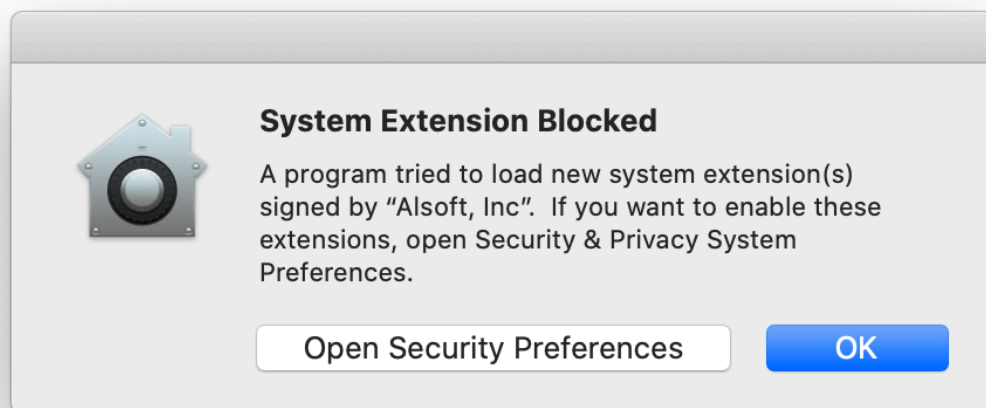 System Extension Blocked
A program tried to load new system extension(s)
signed by “Alsoft, Inc”.  If you want to enable these
extensions, open Security & Privacy System
Preferences.
Open Security Preferences
OK